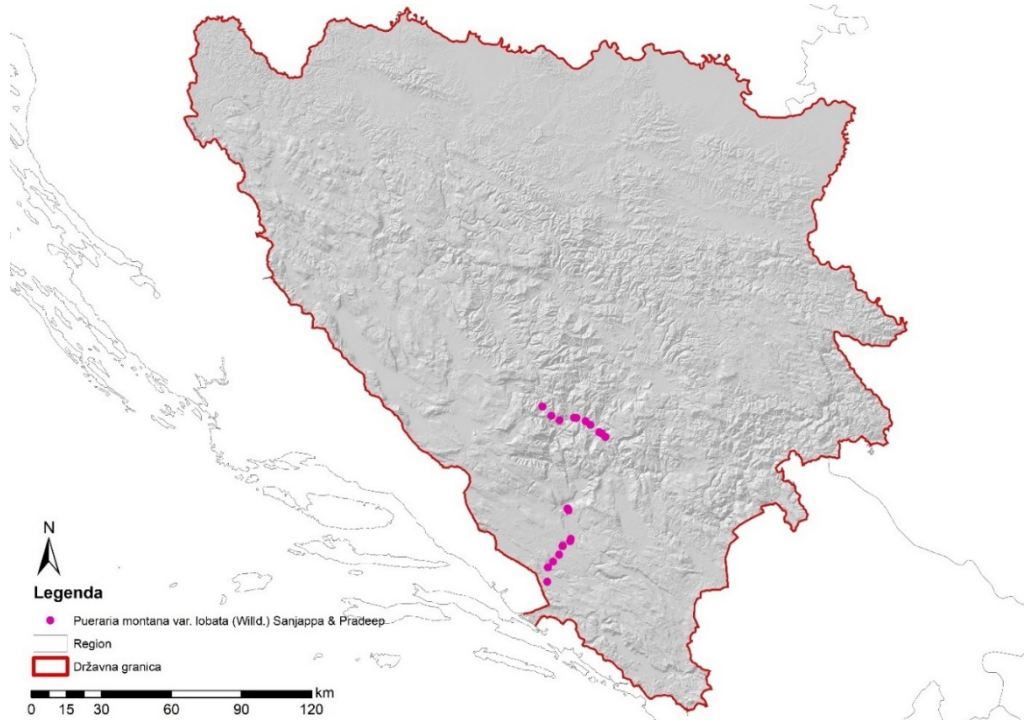 N
Legenda
Pueraria montana var. lobata (Willd.) Sanjappa & Pradeep
Region
Državna granica
km
0 15 30 60 90 120